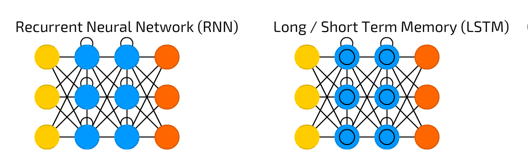 Recurrent Neural Network (RNN)
Long / Short Term Memory (LSTM)